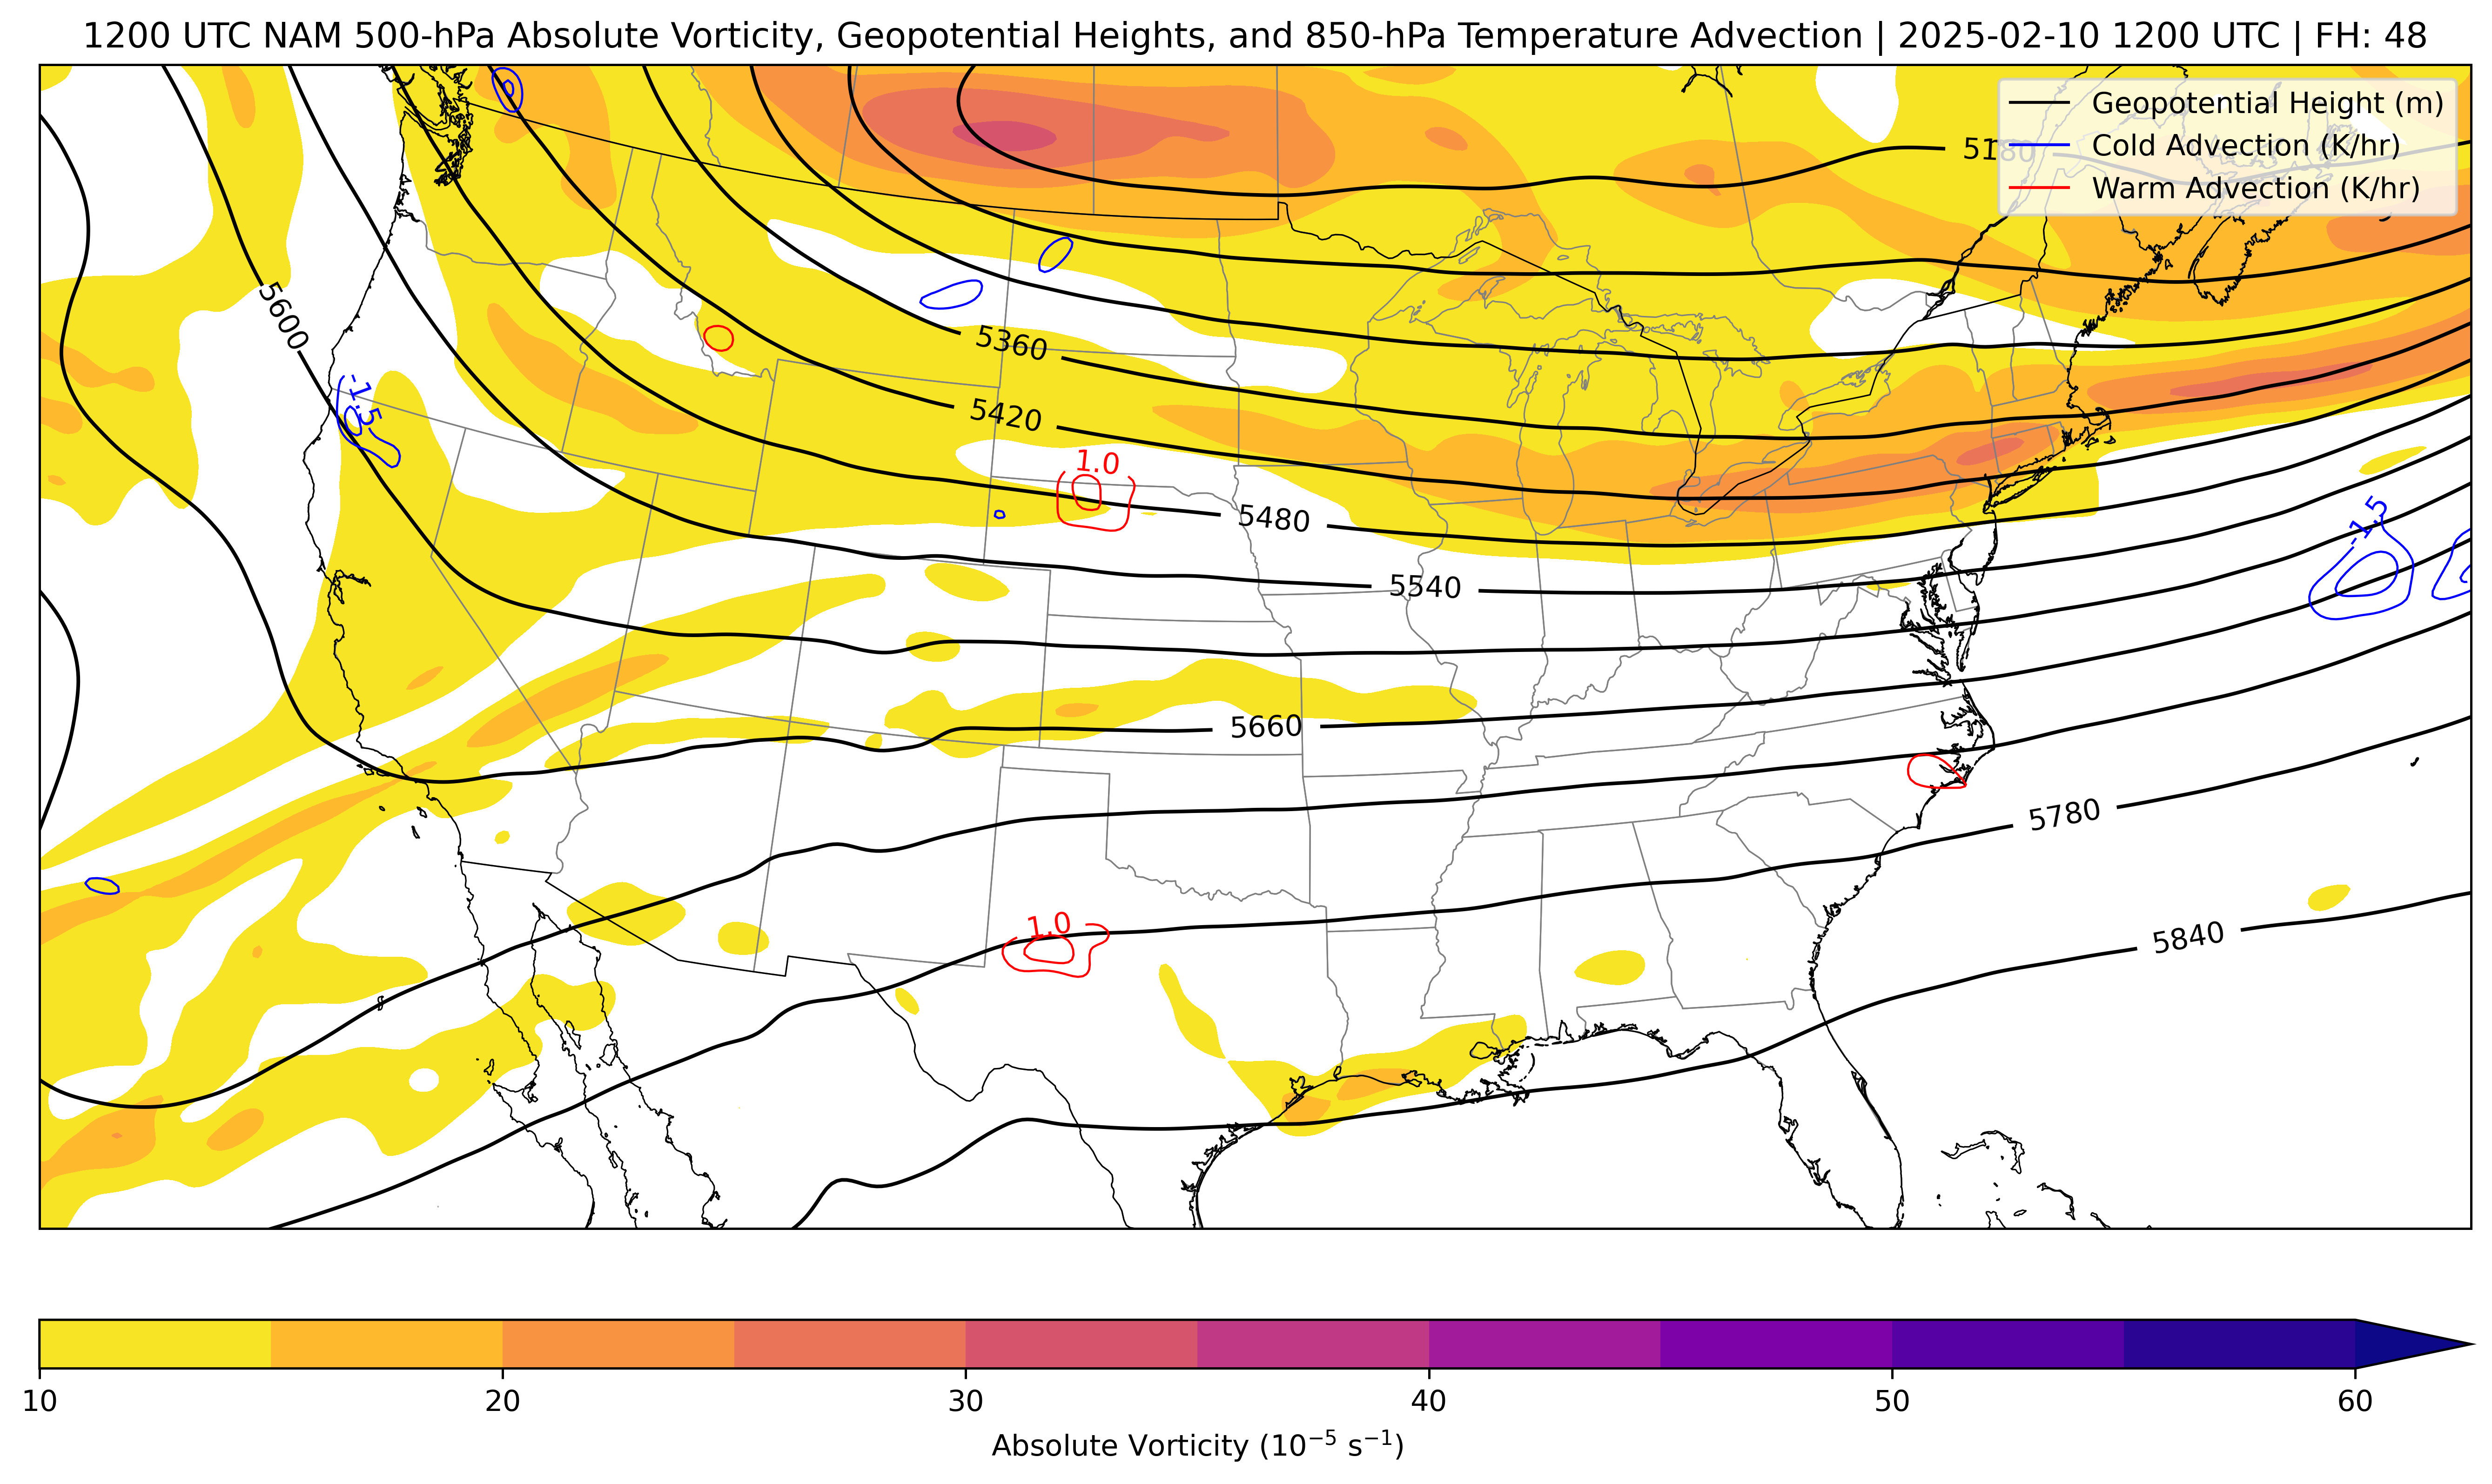 1200 UTC NAM 500-hPa Absolute Vorticity, Geopotential Heights, and 850-hPa Temperature Advection | 2025-02-10 1200 UTC | FH: 48
Geopotential Height (m)
Cold Advection (K/hr)
Warm Advection (K/hr)
5180
5600
5360
-1.5
5420
1.0
5480
-1.5
5540
5660
5780
1.0
5840
10 20 30 40 50 60
Absolute Vorticity (10⁻⁵ s⁻¹)